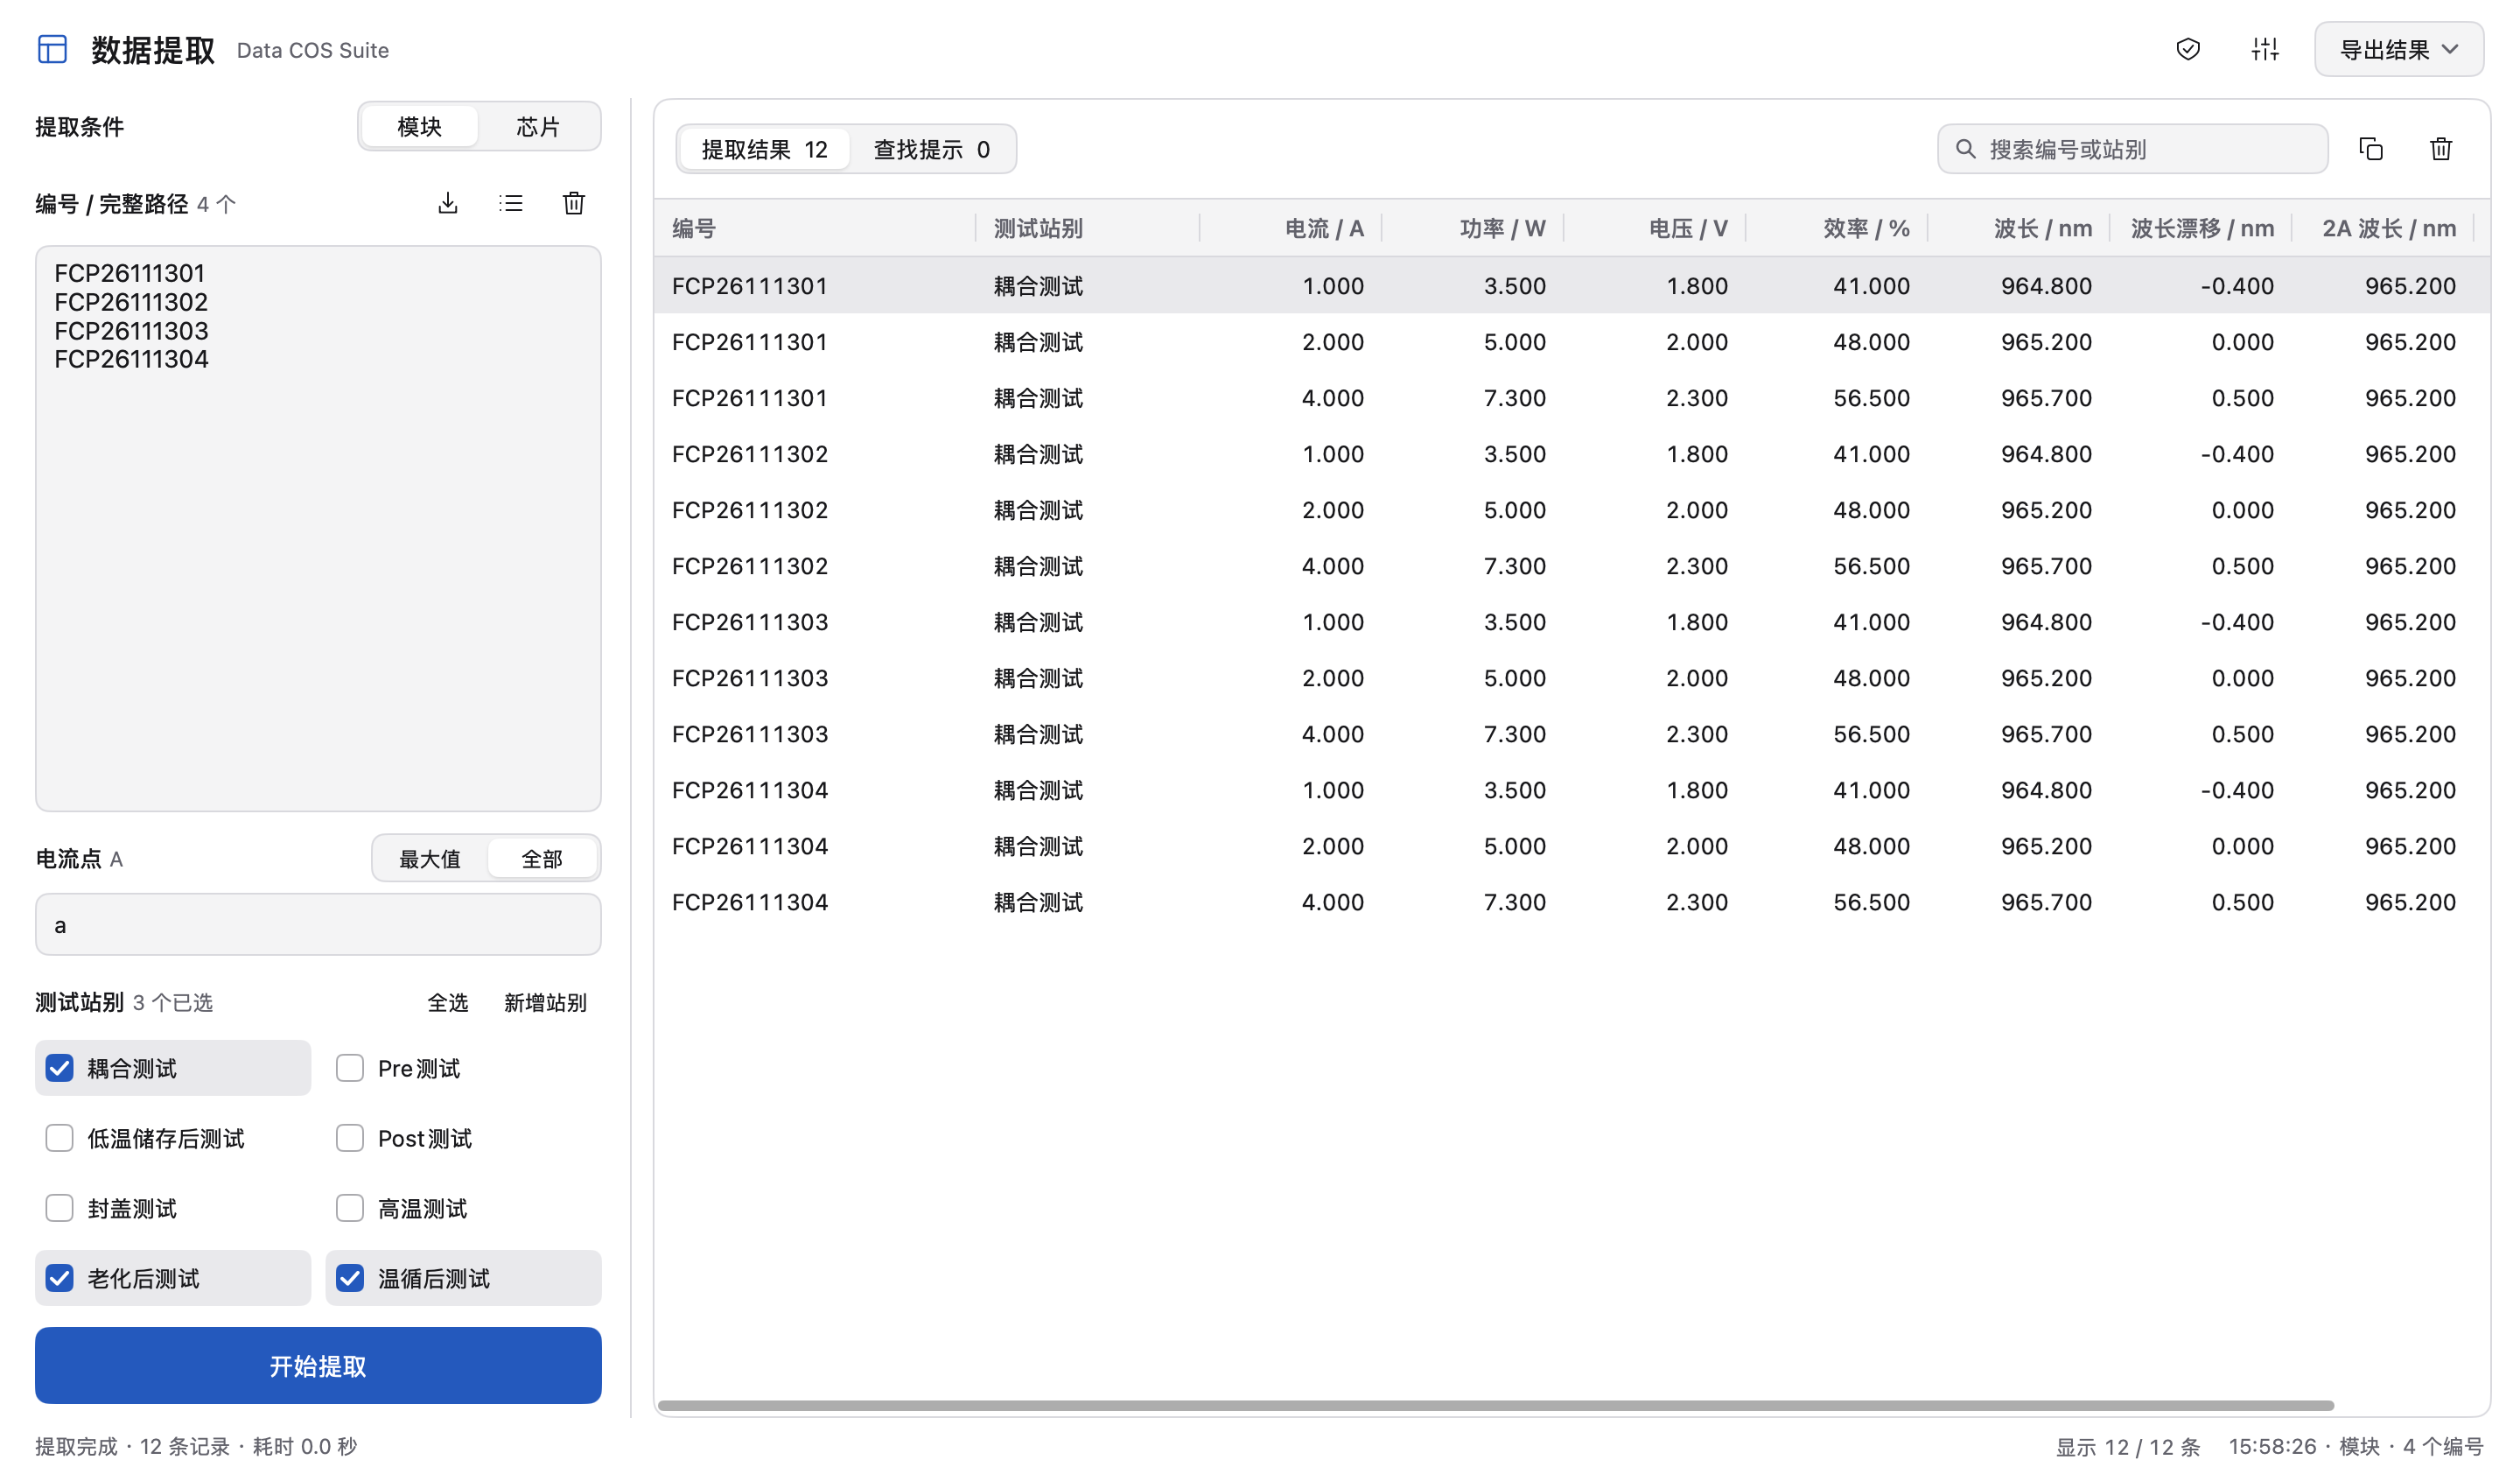 数据提取 Data COS Suite 导出结果
提取条件 模块 芯片
编号 / 完整路径 4 个
FCP26111301
FCP26111302
FCP26111303
FCP26111304
电流点 A 最大值 全部
a
测试站别 3 个已选 全选 新增站别
耦合测试 Pre测试
低温储存后测试 Post测试
封盖测试 高温测试
老化后测试 温循后测试
开始提取
提取结果 12 查找提示 0 搜索编号或站别
编号 测试站别 电流 / A 功率 / W 电压 / V 效率 / % 波长 / nm 波长漂移 / nm 2A 波长 / nm
FCP26111301 耦合测试 1.000 3.500 1.800 41.000 964.800 -0.400 965.200
FCP26111301 耦合测试 2.000 5.000 2.000 48.000 965.200 0.000 965.200
FCP26111301 耦合测试 4.000 7.300 2.300 56.500 965.700 0.500 965.200
FCP26111302 耦合测试 1.000 3.500 1.800 41.000 964.800 -0.400 965.200
FCP26111302 耦合测试 2.000 5.000 2.000 48.000 965.200 0.000 965.200
FCP26111302 耦合测试 4.000 7.300 2.300 56.500 965.700 0.500 965.200
FCP26111303 耦合测试 1.000 3.500 1.800 41.000 964.800 -0.400 965.200
FCP26111303 耦合测试 2.000 5.000 2.000 48.000 965.200 0.000 965.200
FCP26111303 耦合测试 4.000 7.300 2.300 56.500 965.700 0.500 965.200
FCP26111304 耦合测试 1.000 3.500 1.800 41.000 964.800 -0.400 965.200
FCP26111304 耦合测试 2.000 5.000 2.000 48.000 965.200 0.000 965.200
FCP26111304 耦合测试 4.000 7.300 2.300 56.500 965.700 0.500 965.200
提取完成 · 12 条记录 · 耗时 0.0 秒 显示 12 / 12 条 15:58:26 · 模块 · 4 个编号